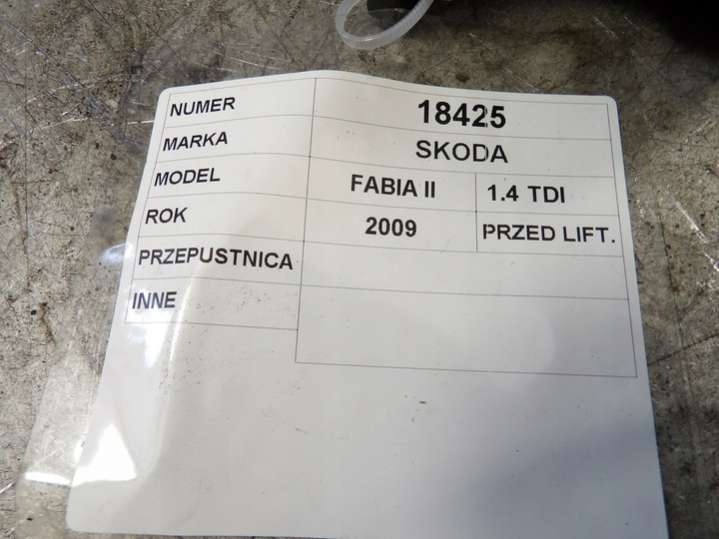 NUMER 18425
MARKA SKODA
MODEL FABIA II 1.4 TDI
ROK 2009 PRZED LIFT.
PRZEPUSTNICA
INNE